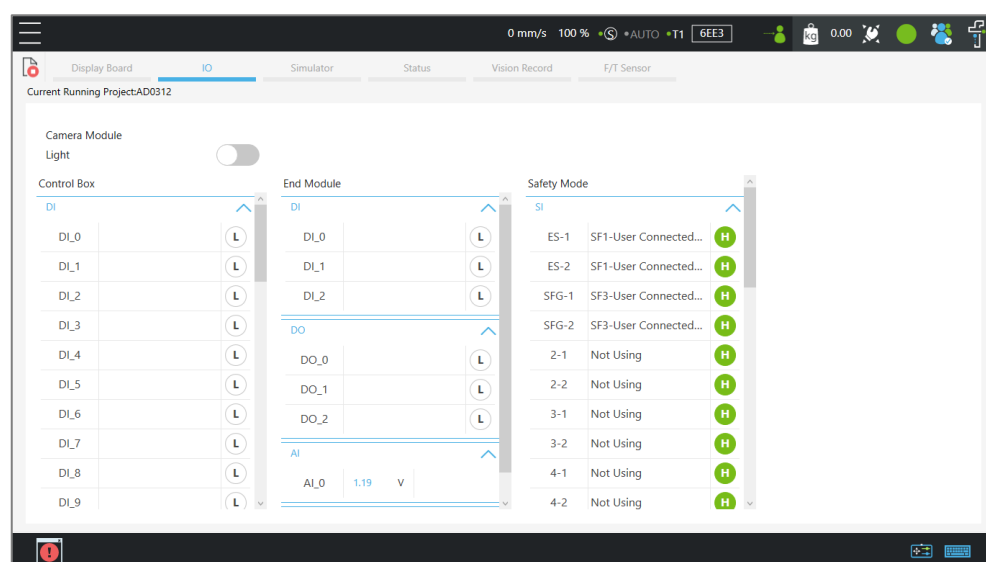 0 mm/s 100 % S AUTO T1 6EE3 kg 0.00
Display Board IO Simulator Status Vision Record F/T Sensor
Current Running Project:AD0312
Camera Module
Light
Control Box End Module Safety Mode
DI DI SI
DI_0 L DI_0 L ES-1 SF1-User Connected... H
DI_1 L DI_1 L ES-2 SF1-User Connected... H
DI_2 L DI_2 L SFG-1 SF3-User Connected... H
DI_3 L DO SFG-2 SF3-User Connected... H
DI_4 L DO_0 L 2-1 Not Using H
DI_5 L DO_1 L 2-2 Not Using H
DI_6 L DO_2 L 3-1 Not Using H
DI_7 L AI 3-2 Not Using H
DI_8 L AI_0 1.19 V 4-1 Not Using H
DI_9 L 4-2 Not Using H